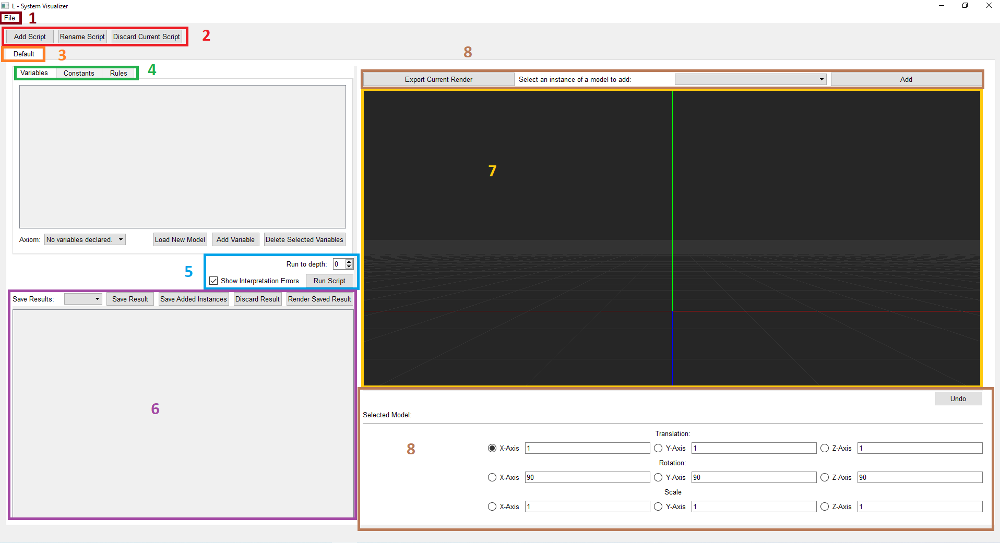 L - System Visualizer
File 1
Add Script Rename Script Discard Current Script 2
Default 3
8
Variables Constants Rules 4
Export Current Render Select an instance of a model to add: Add
7
Axiom: No variables declared. Load New Model Add Variable Delete Selected Variables
Run to depth: 0
5
Show Interpretation Errors Run Script
Save Results: Save Result Save Added Instances Discard Result Render Saved Result
6
Undo
Selected Model:
Translation:
8
X-Axis 1 Y-Axis 1 Z-Axis 1
Rotation:
X-Axis 90 Y-Axis 90 Z-Axis 90
Scale
X-Axis 1 Y-Axis 1 Z-Axis 1